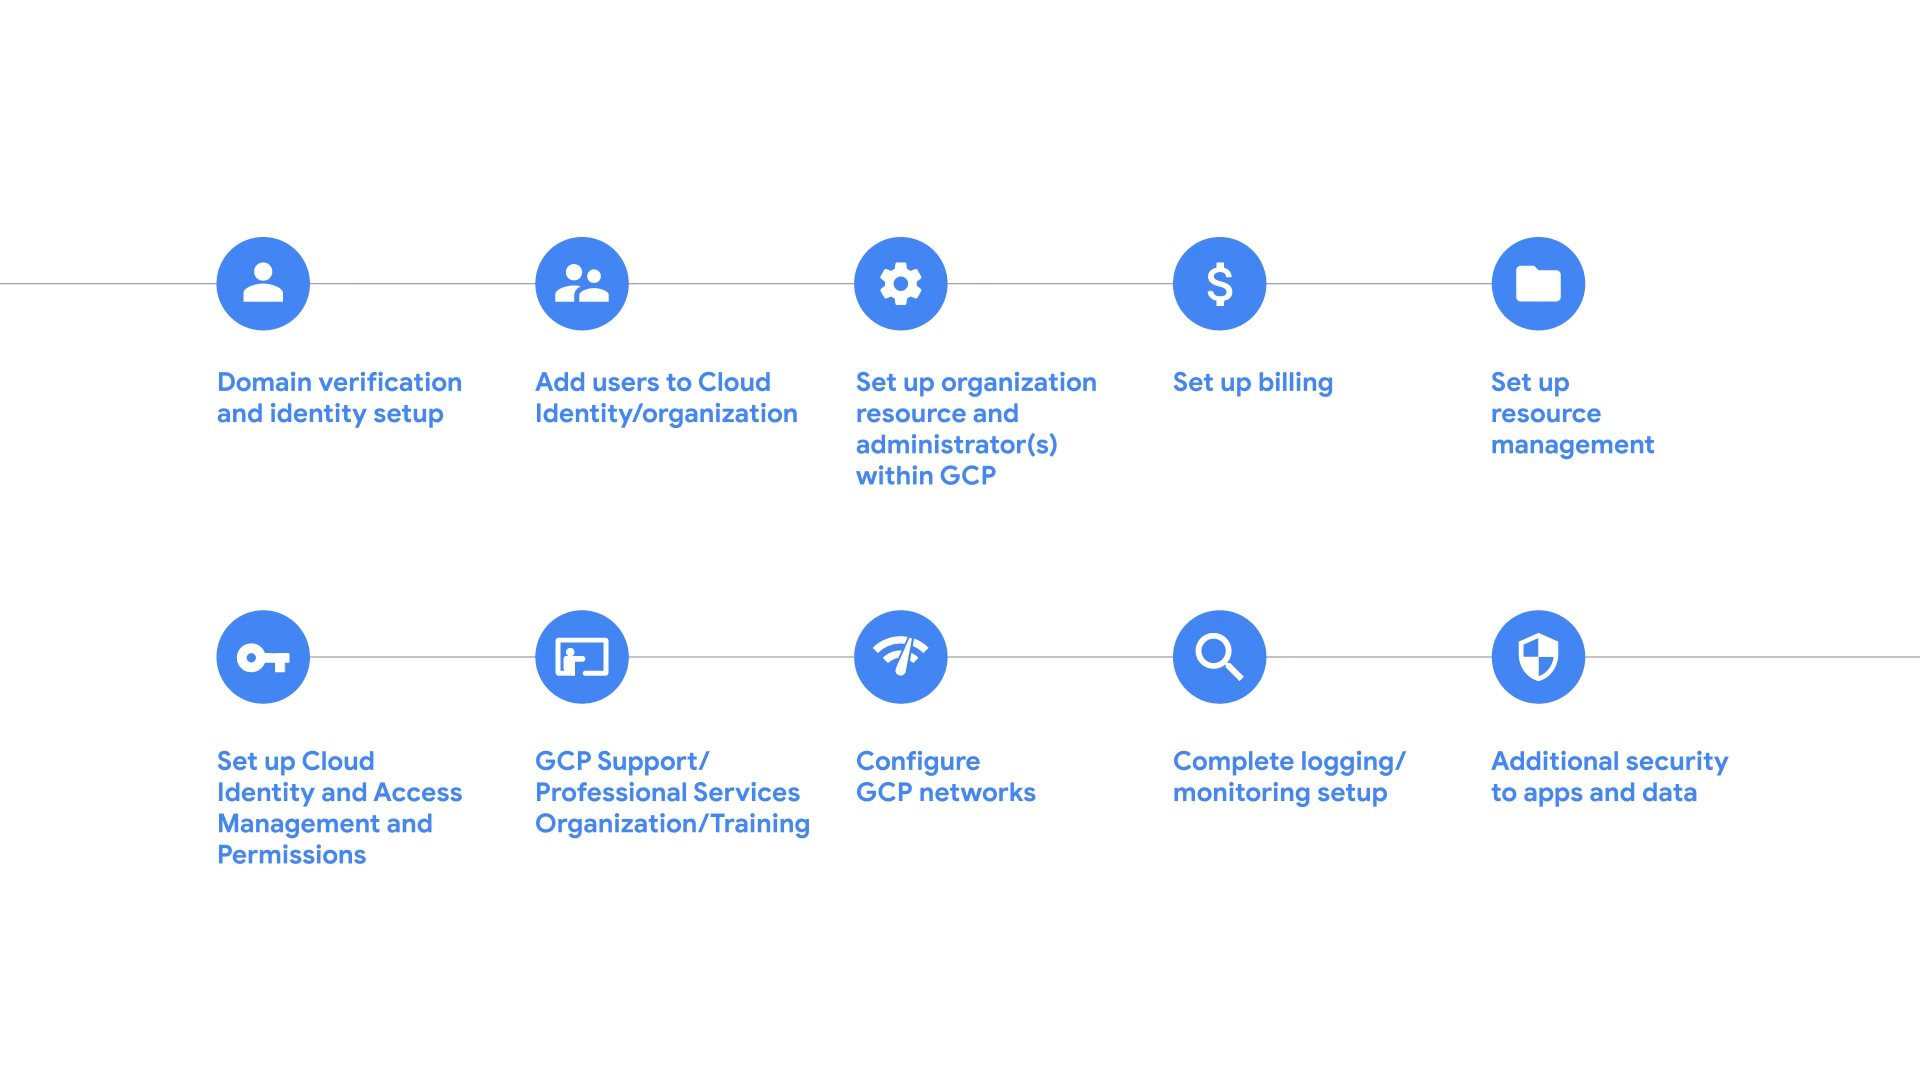 Domain verification
and identity setup
Add users to Cloud
Identity/organization
Set up organization
resource and
administrator(s)
within GCP
Set up billing
Set up
resource
management
Set up Cloud
Identity and Access
Management and
Permissions
GCP Support/
Professional Services
Organization/Training
Configure
GCP networks
Complete logging/
monitoring setup
Additional security
to apps and data